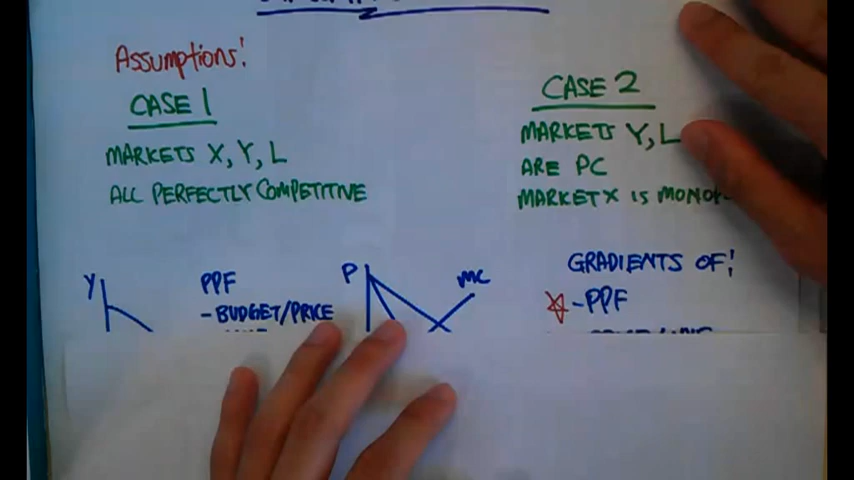 Assumptions!
CASE 1
MARKETS X, Y, L
ALL PERFECTLY COMPETITIVE
CASE 2
MARKETS Y, L
ARE PC
MARKET X IS
Y
PPF
- BUDGET/PRICE
P
MC
GRADIENTS OF!
- PPF